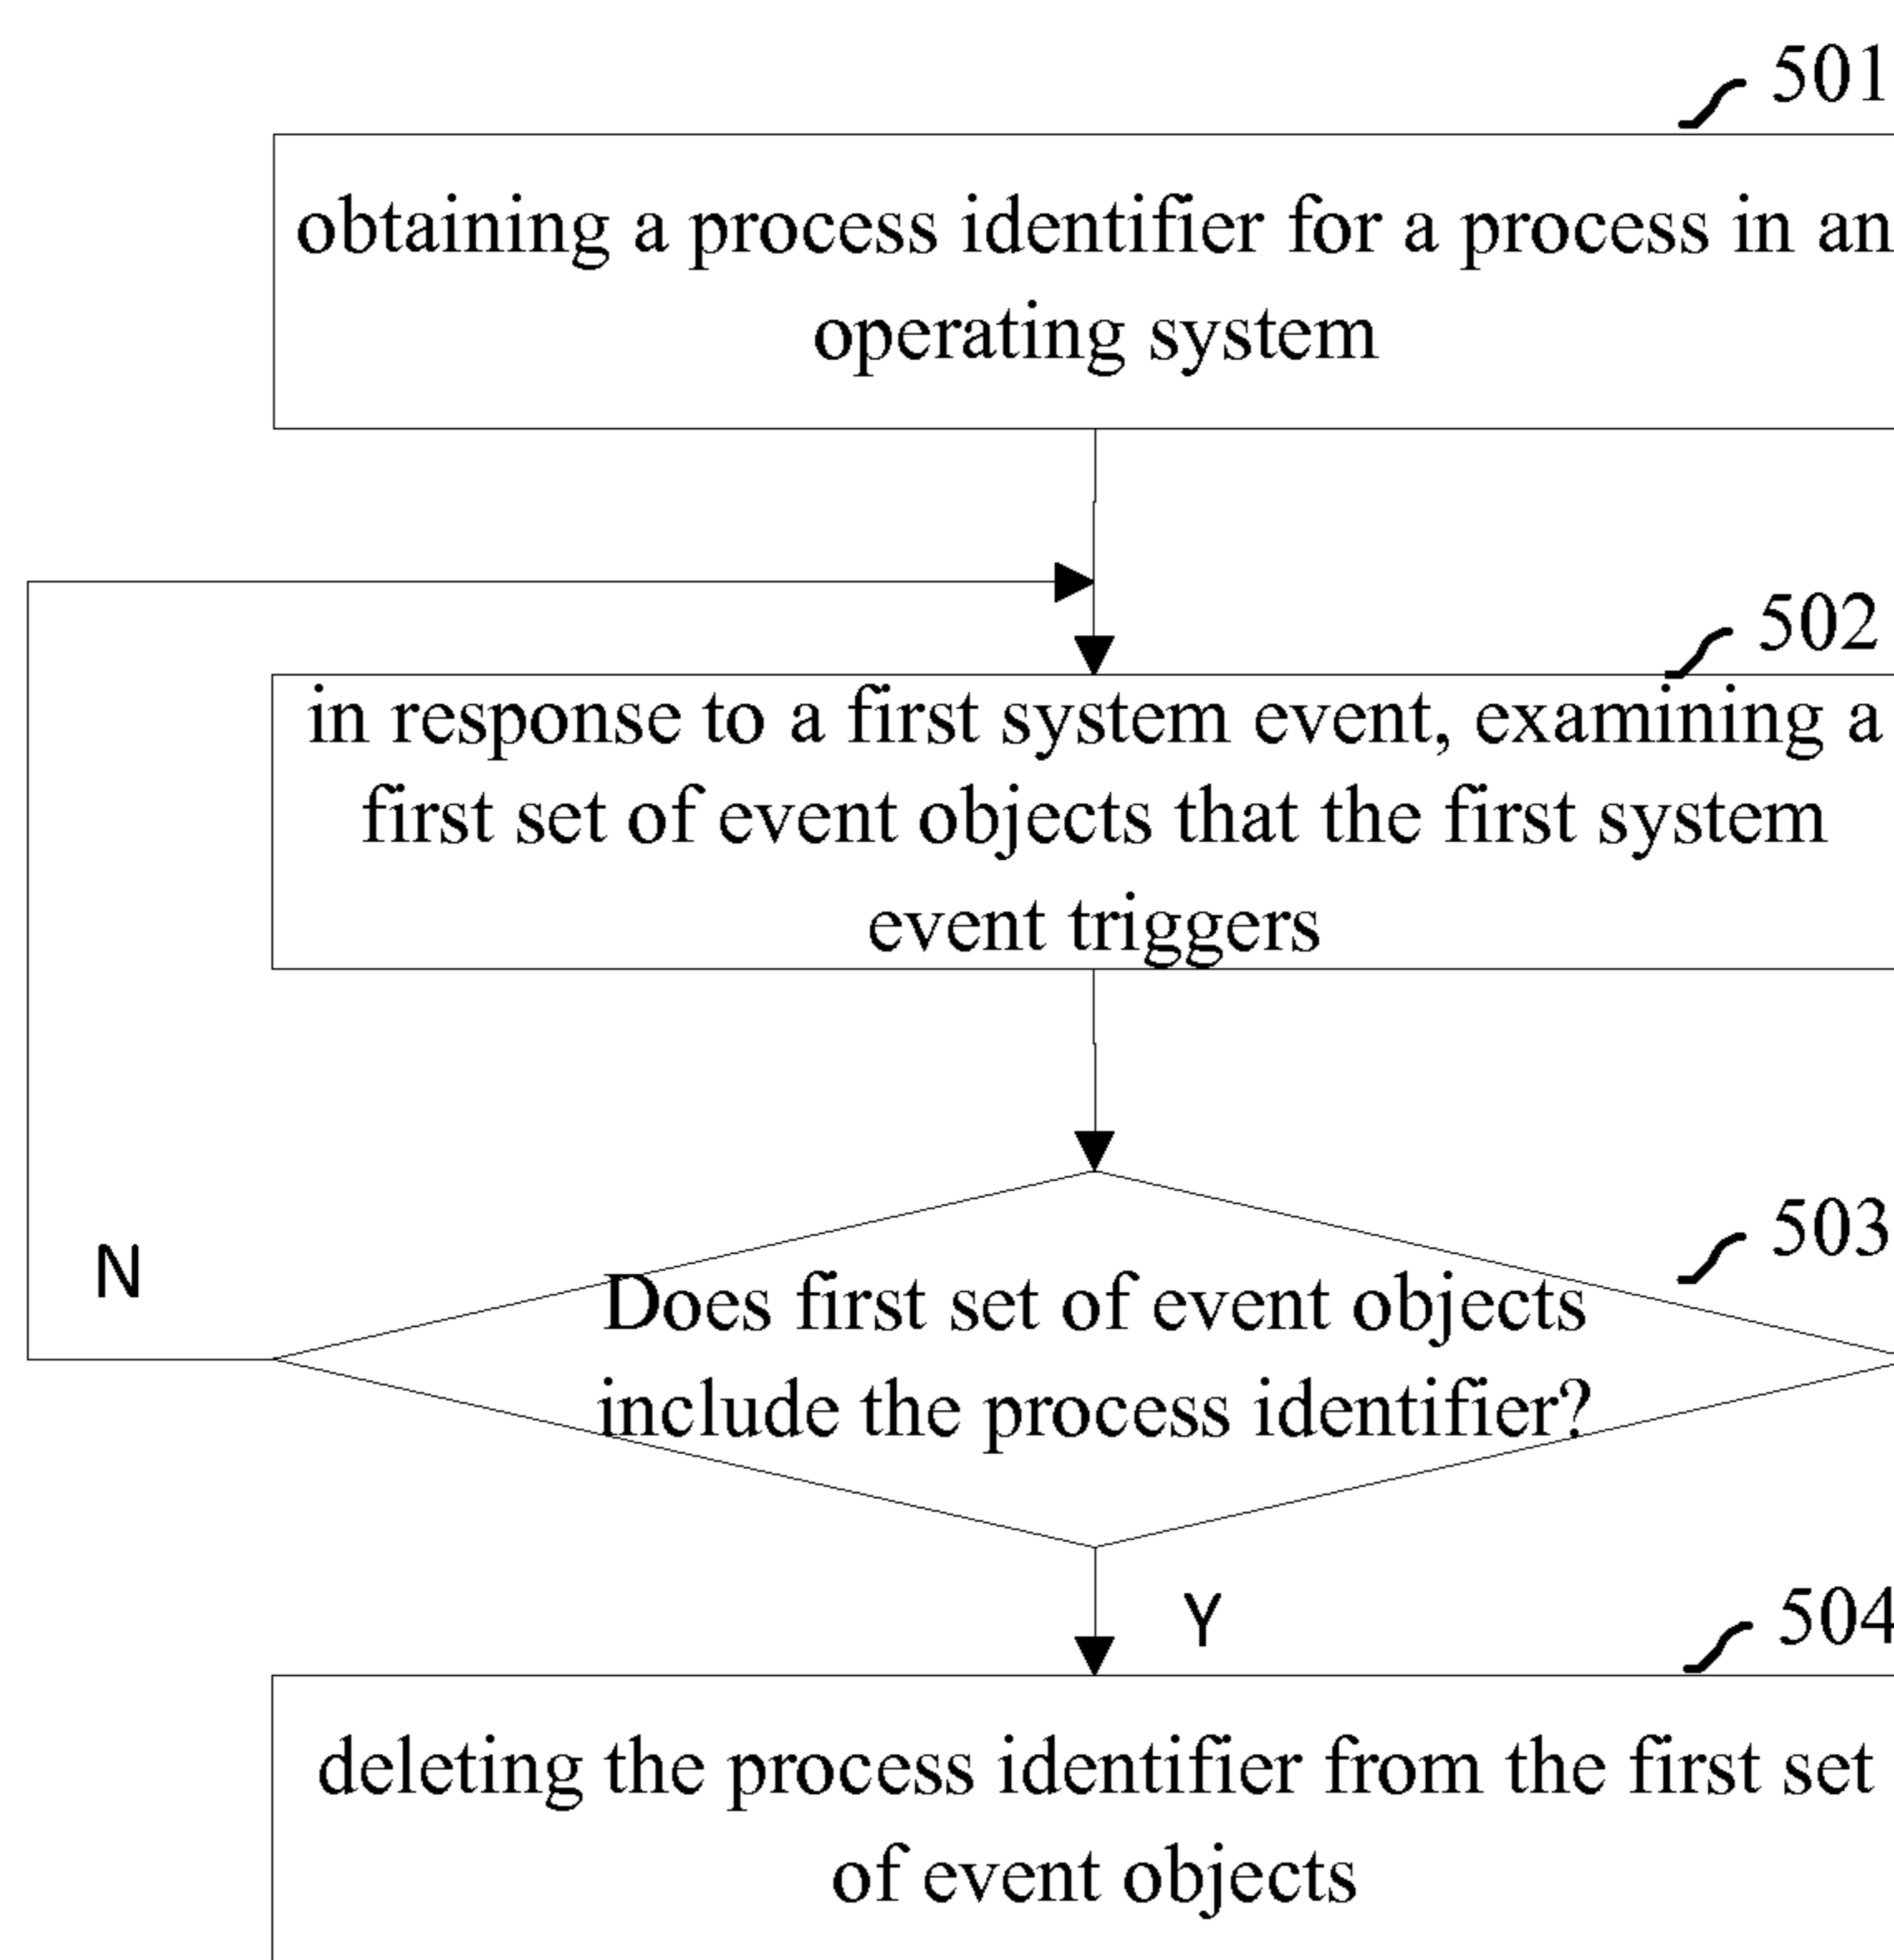 501
obtaining a process identifier for a process in an
operating system
502
in response to a first system event, examining a
first set of event objects that the first system
event triggers
503
N
Does first set of event objects
include the process identifier?
Y
504
deleting the process identifier from the first set
of event objects